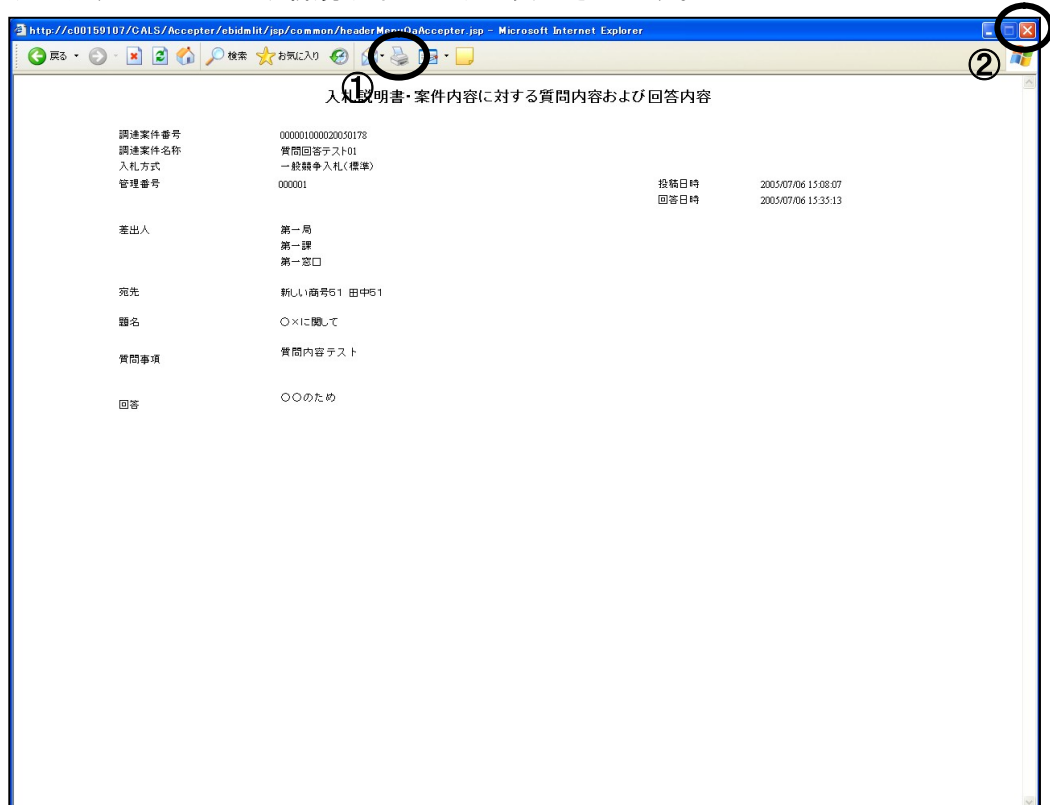 http://c00159107/CALS/Accepter/ebidmlit/jsp/common/headerMenuQaAccepter.jsp - Microsoft Internet Explorer
戻る 検索 お気に入り
① ②
入札説明書・案件内容に対する質問内容および回答内容
調達案件番号 000001000020050178
調達案件名称 質問回答テスト01
入札方式 一般競争入札(標準)
管理番号 000001 投稿日時 2005/07/06 15:08:07
回答日時 2005/07/06 15:35:13
差出人 第一局
第一課
第一窓口
宛先 新しい商号51 田中51
題名 〇×に関して
質問事項 質問内容テスト
回答 〇〇のため